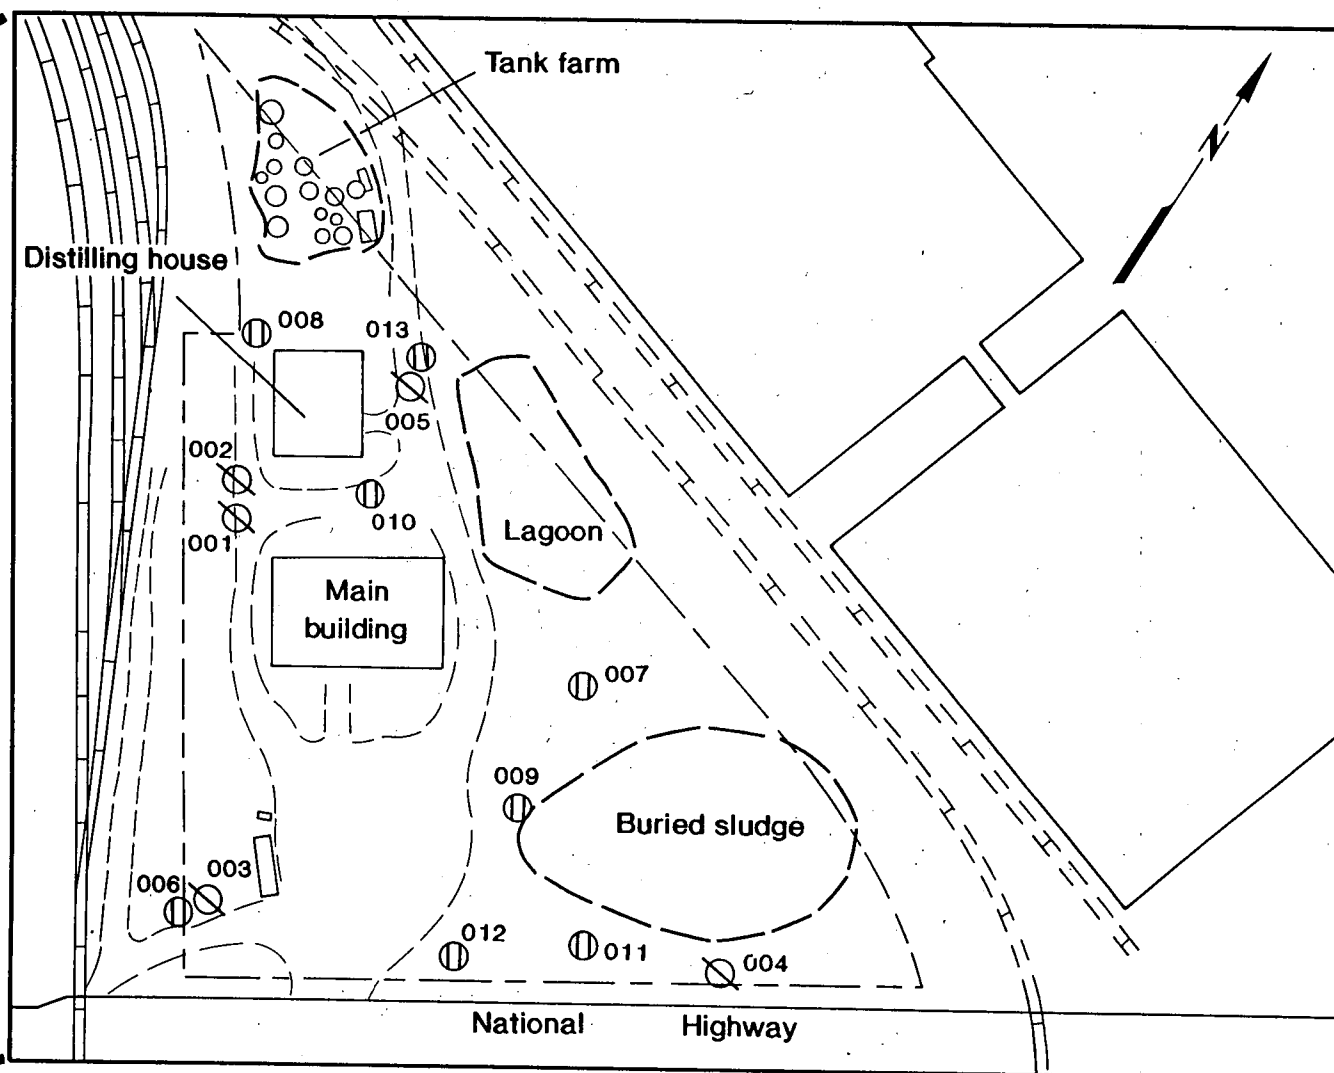 Tank farm
N
Distilling house
008
013
005
002
010
001
Lagoon
Main
building
007
009
Buried sludge
003
006
012
011
004
National Highway